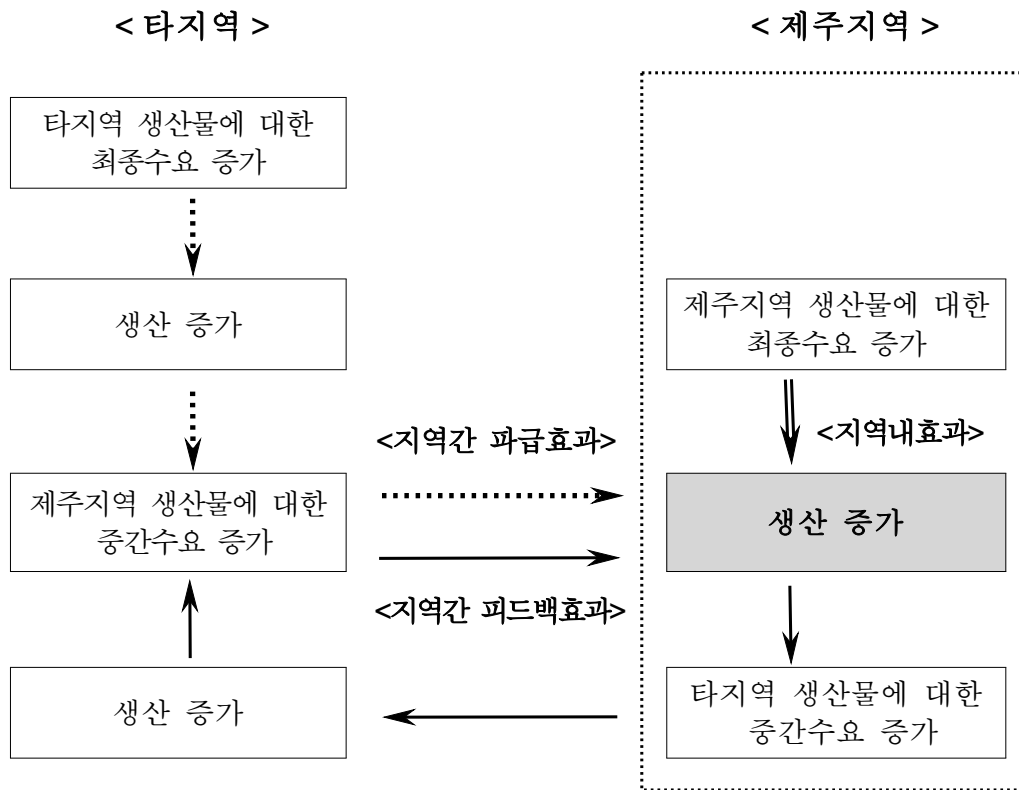 < 타지역 >
< 제주지역 >
타지역 생산물에 대한
최종수요 증가
생산 증가
제주지역 생산물에 대한
최종수요 증가
<지역내효과>
<지역간 파급효과>
제주지역 생산물에 대한
중간수요 증가
생산 증가
<지역간 피드백효과>
생산 증가
타지역 생산물에 대한
중간수요 증가